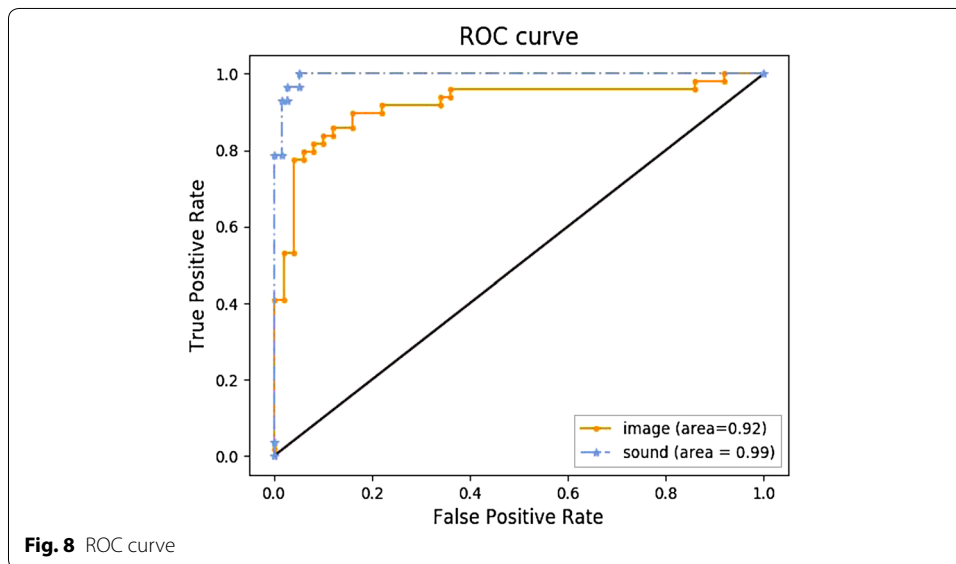 ROC curve
1.0
0.8
0.6
0.4
0.2
0.0
True Positive Rate
0.0 0.2 0.4 0.6 0.8 1.0
False Positive Rate
image (area=0.92)
sound (area = 0.99)
Fig. 8 ROC curve